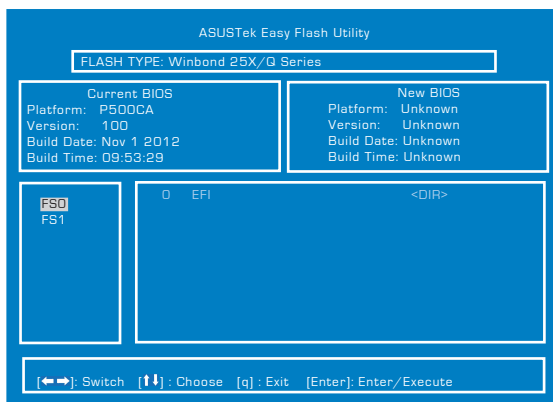 ASUSTek Easy Flash Utility
FLASH TYPE: Winbond 25X/Q Series
Current BIOS
Platform: P500CA
Version: 100
Build Date: Nov 1 2012
Build Time: 09:53:29
New BIOS
Platform: Unknown
Version: Unknown
Build Date: Unknown
Build Time: Unknown
FS0
FS1
0 EFI <DIR>
[←→]: Switch [↑↓] : Choose [q] : Exit [Enter]: Enter/Execute